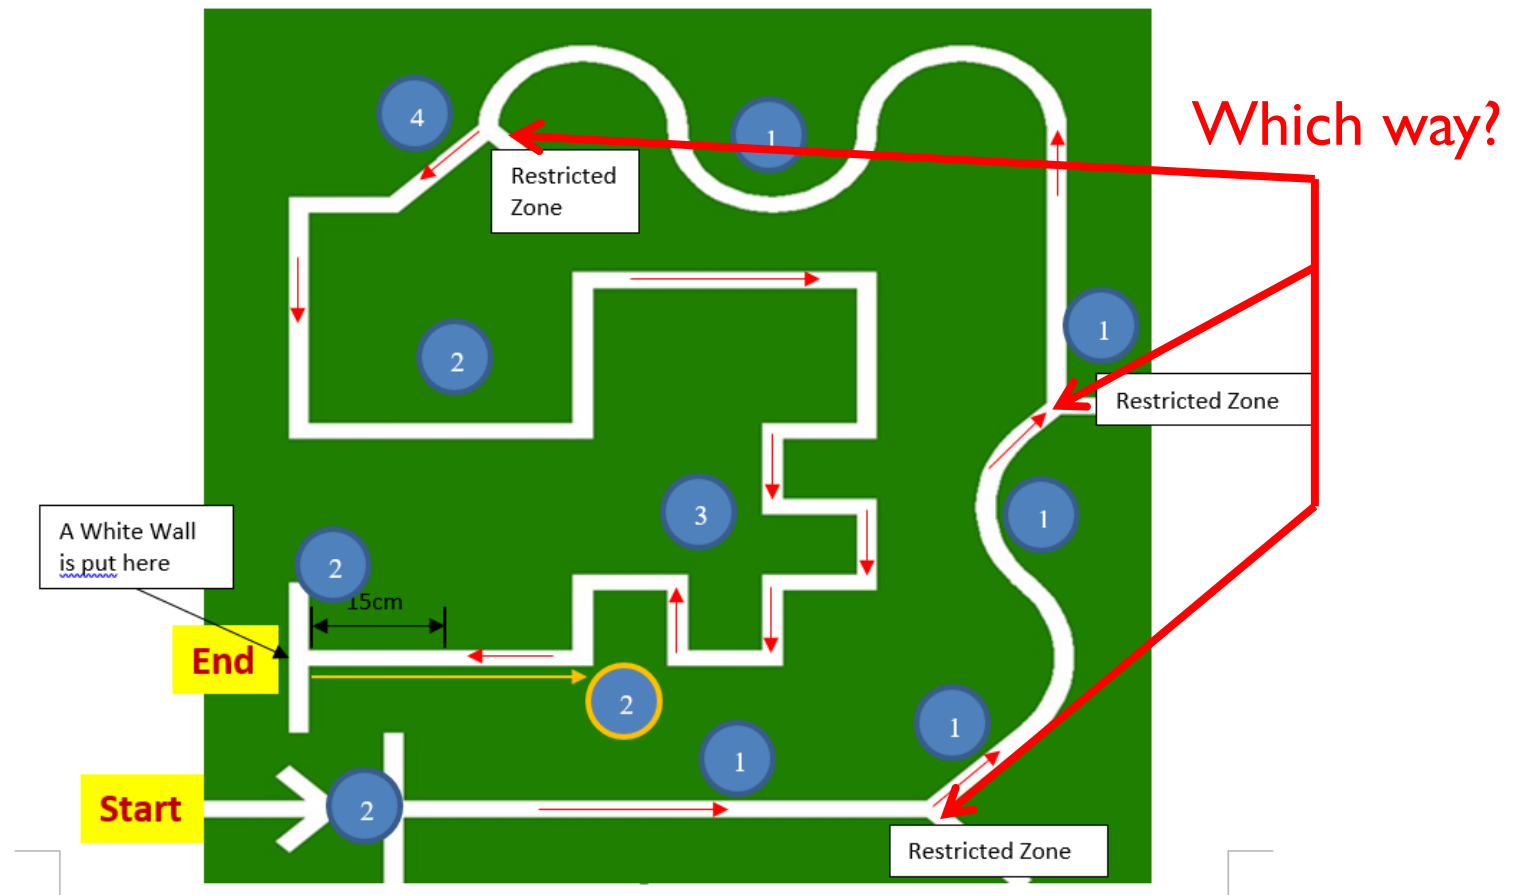 Which way?
4
1
Restricted
Zone
1
2
Restricted Zone
3
1
A White Wall
is put here
2
15cm
End
2
1
1
Start
2
Restricted Zone